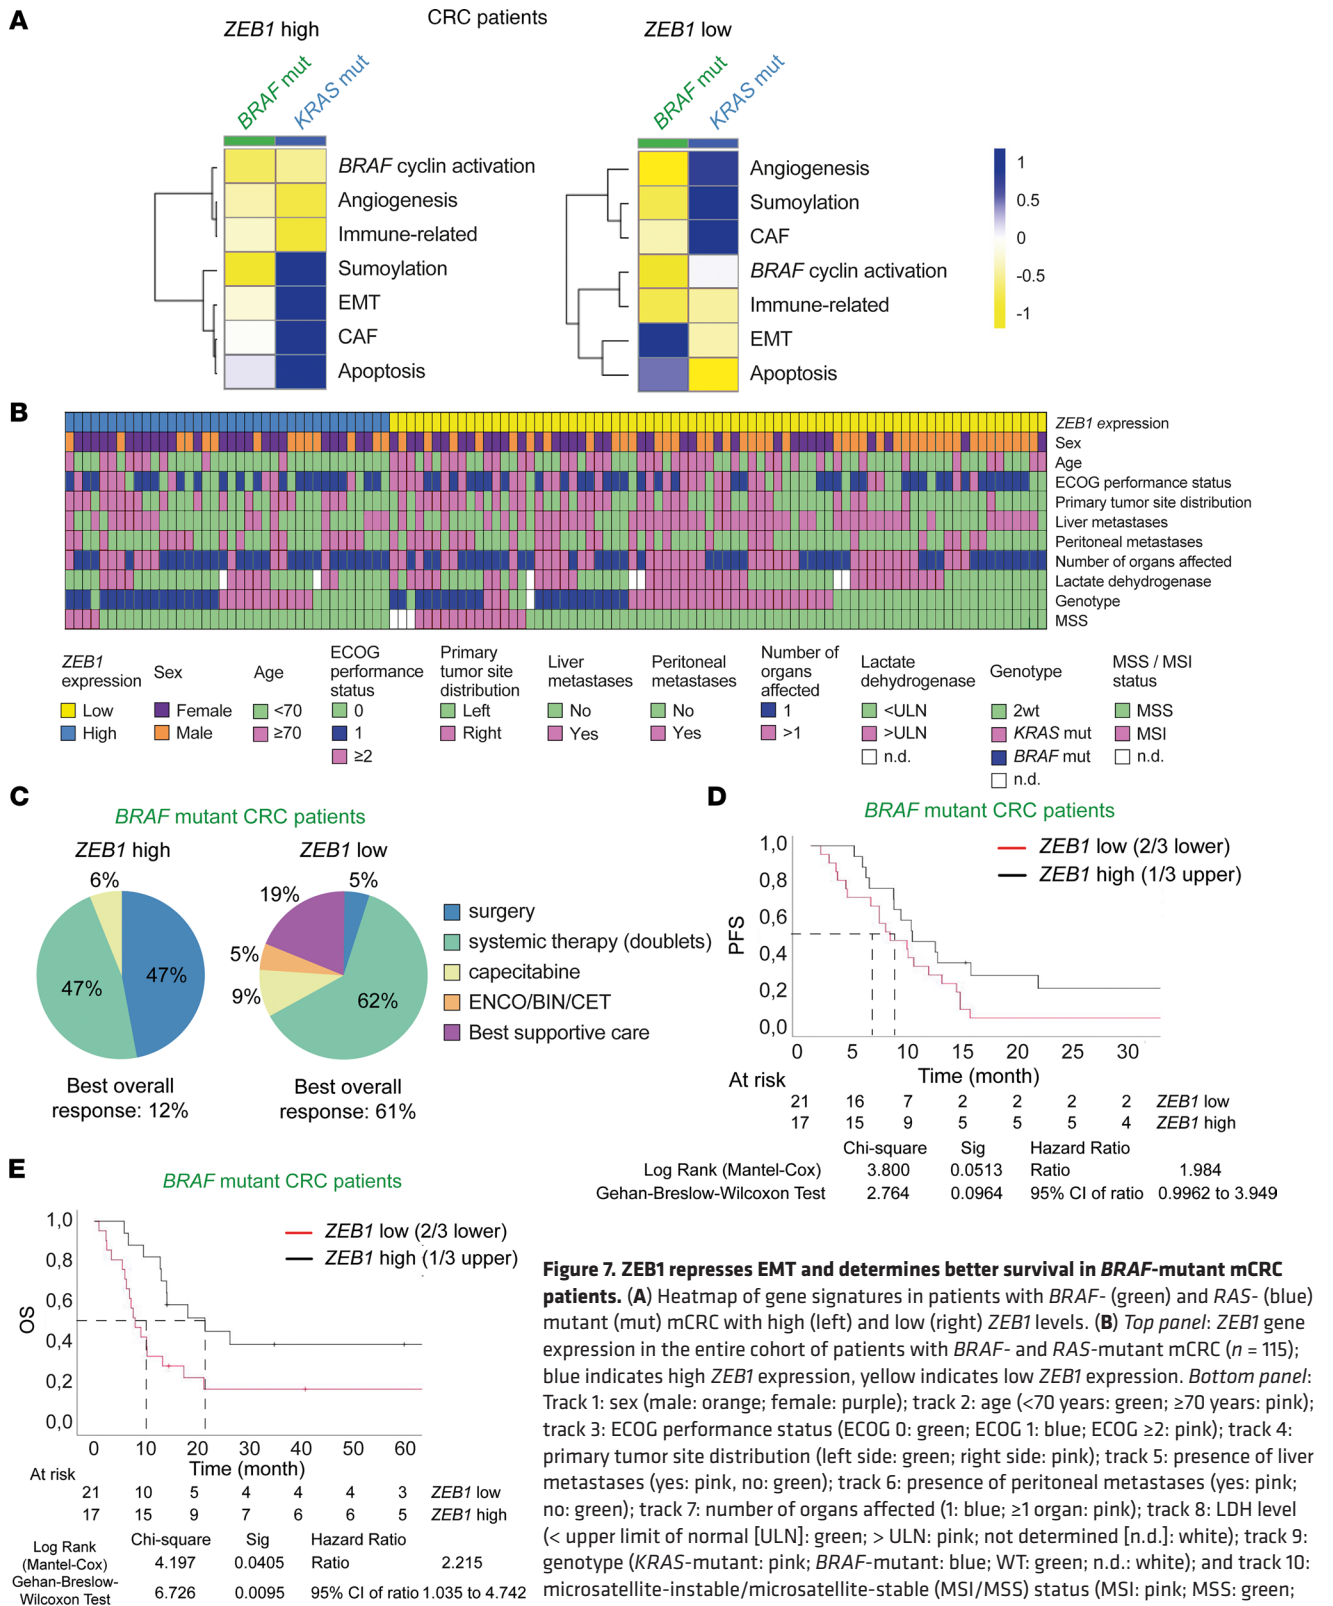 A
CRC patients
ZEB1 high
ZEB1 low
BRAF mut
KRAS mut
BRAF mut
KRAS mut
BRAF cyclin activation
Angiogenesis
Immune-related
Sumoylation
EMT
CAF
Apoptosis
Angiogenesis
Sumoylation
CAF
BRAF cyclin activation
Immune-related
EMT
Apoptosis
1
0.5
0
-0.5
-1
B
ZEB1 expression
Sex
Age
ECOG performance status
Primary tumor site distribution
Liver metastases
Peritoneal metastases
Number of organs affected
Lactate dehydrogenase
Genotype
MSS
ZEB1
expression
Low
High
Sex
Female
Male
Age
<70
≥70
ECOG
performance
status
0
1
≥2
Primary
tumor site
distribution
Left
Right
Liver
metastases
No
Yes
Peritoneal
metastases
No
Yes
Number of
organs
affected
1
>1
Lactate
dehydrogenase
<ULN
>ULN
n.d.
Genotype
2wt
KRAS mut
BRAF mut
n.d.
MSS / MSI
status
MSS
MSI
n.d.
C
BRAF mutant CRC patients
ZEB1 high
ZEB1 low
6%
47%
47%
5%
19%
5%
9%
62%
Best overall
response: 12%
Best overall
response: 61%
surgery
systemic therapy (doublets)
capecitabine
ENCO/BIN/CET
Best supportive care
D
BRAF mutant CRC patients
ZEB1 low (2/3 lower)
ZEB1 high (1/3 upper)
PFS
1,0
0,8
0,6
0,4
0,2
0,0
0 5 10 15 20 25 30
Time (month)
At risk
21 16 7 2 2 2 2 ZEB1 low
17 15 9 5 5 5 4 ZEB1 high
Chi-square Sig Hazard Ratio
Log Rank (Mantel-Cox) 3.800 0.0513 Ratio 1.984
Gehan-Breslow-Wilcoxon Test 2.764 0.0964 95% CI of ratio 0.9962 to 3.949
E
BRAF mutant CRC patients
ZEB1 low (2/3 lower)
ZEB1 high (1/3 upper)
OS
1,0
0,8
0,6
0,4
0,2
0,0
0 10 20 30 40 50 60
Time (month)
At risk
21 10 5 4 4 4 3 ZEB1 low
17 15 9 7 6 6 5 ZEB1 high
Chi-square Sig Hazard Ratio
Log Rank
(Mantel-Cox) 4.197 0.0405 Ratio 2.215
Gehan-Breslow-
Wilcoxon Test 6.726 0.0095 95% CI of ratio 1.035 to 4.742
Figure 7. ZEB1 represses EMT and determines better survival in BRAF-mutant mCRC
patients. (A) Heatmap of gene signatures in patients with BRAF- (green) and RAS- (blue)
mutant (mut) mCRC with high (left) and low (right) ZEB1 levels. (B) Top panel: ZEB1 gene
expression in the entire cohort of patients with BRAF- and RAS-mutant mCRC (n = 115);
blue indicates high ZEB1 expression, yellow indicates low ZEB1 expression. Bottom panel:
Track 1: sex (male: orange; female: purple); track 2: age (<70 years: green; ≥70 years: pink);
track 3: ECOG performance status (ECOG 0: green; ECOG 1: blue; ECOG ≥2: pink); track 4:
primary tumor site distribution (left side: green; right side: pink); track 5: presence of liver
metastases (yes: pink, no: green); track 6: presence of peritoneal metastases (yes: pink;
no: green); track 7: number of organs affected (1: blue; ≥1 organ: pink); track 8: LDH level
(< upper limit of normal [ULN]: green; > ULN: pink; not determined [n.d.]: white); track 9:
genotype (KRAS-mutant: pink; BRAF-mutant: blue; WT: green; n.d.: white); and track 10:
microsatellite-instable/microsatellite-stable (MSI/MSS) status (MSI: pink; MSS: green;